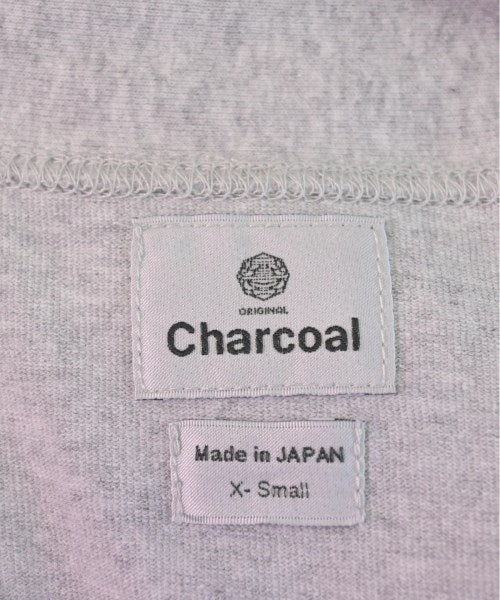 ORIGINAL
Charcoal
Made in JAPAN
X- Small